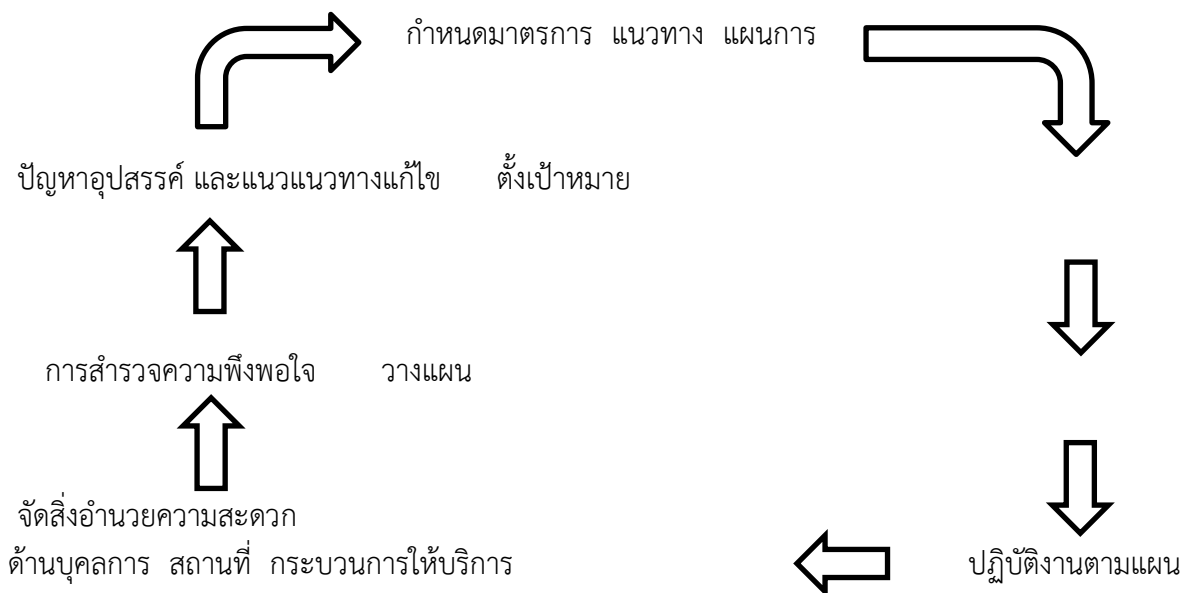 กำหนดมาตรการ แนวทาง แผนการ
ปัญหาอุปสรรค์ และแนวแนวทางแก้ไข ตั้งเป้าหมาย
การสำรวจความพึงพอใจ วางแผน
จัดสิ่งอำนวยความสะดวก
ด้านบุคลการ สถานที่ กระบวนการให้บริการ ปฏิบัติงานตามแผน